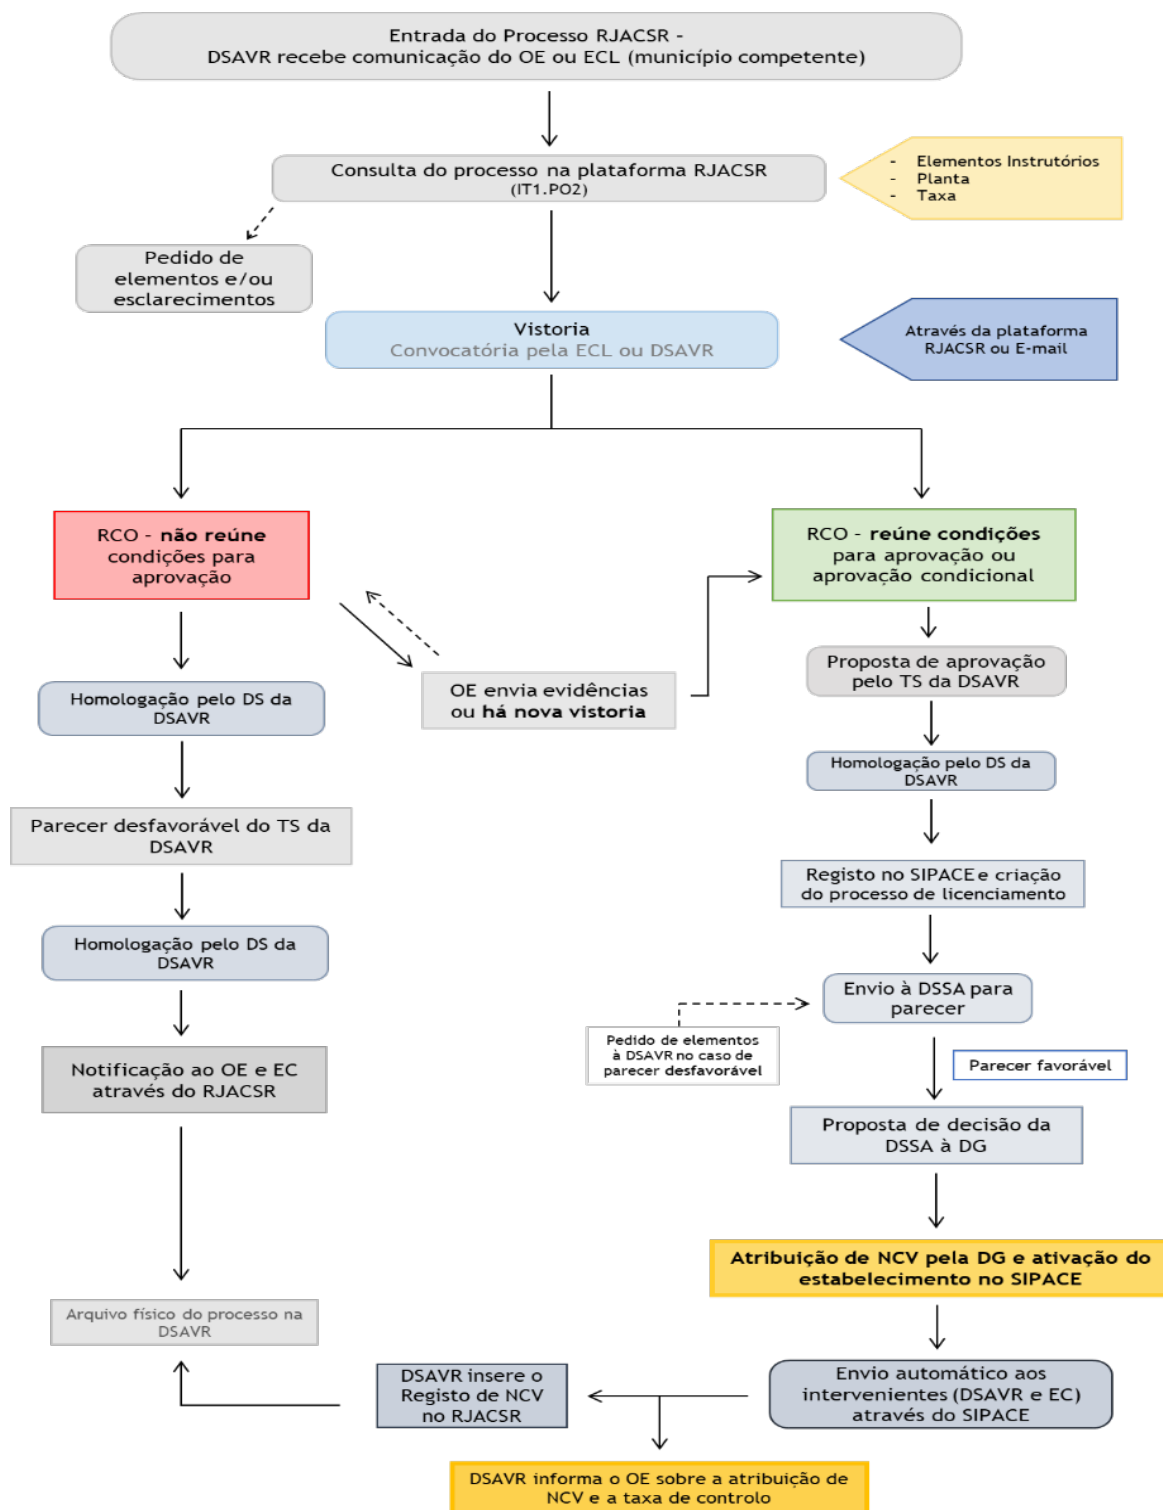 Entrada do Processo RJACSR -
DSAVR recebe comunicação do OE ou ECL (município competente)
Consulta do processo na plataforma RJACSR
(IT1.PO2)
- Elementos Instrutórios
- Planta
- Taxa
Pedido de
elementos e/ou
esclarecimentos
Vistoria
Convocatória pela ECL ou DSAVR
Através da plataforma
RJACSR ou E-mail
RCO - não reúne
condições para
aprovação
RCO - reúne condições
para aprovação ou
aprovação condicional
OE envia evidências
ou há nova vistoria
Proposta de aprovação
pelo TS da DSAVR
Homologação pelo DS da
DSAVR
Homologação pelo DS da
DSAVR
Parecer desfavorável do TS da
DSAVR
Registo no SIPACE e criação
do processo de licenciamento
Homologação pelo DS da
DSAVR
Envio à DSSA para
parecer
Pedido de elementos
à DSAVR no caso de
parecer desfavorável
Parecer favorável
Notificação ao OE e EC
através do RJACSR
Proposta de decisão da
DSSA à DG
Atribuição de NCV pela DG e ativação do
estabelecimento no SIPACE
Arquivo físico do processo na
DSAVR
DSAVR insere o
Registo de NCV
no RJACSR
Envio automático aos
intervenientes (DSAVR e EC)
através do SIPACE
DSAVR informa o OE sobre a atribuição de
NCV e a taxa de controlo